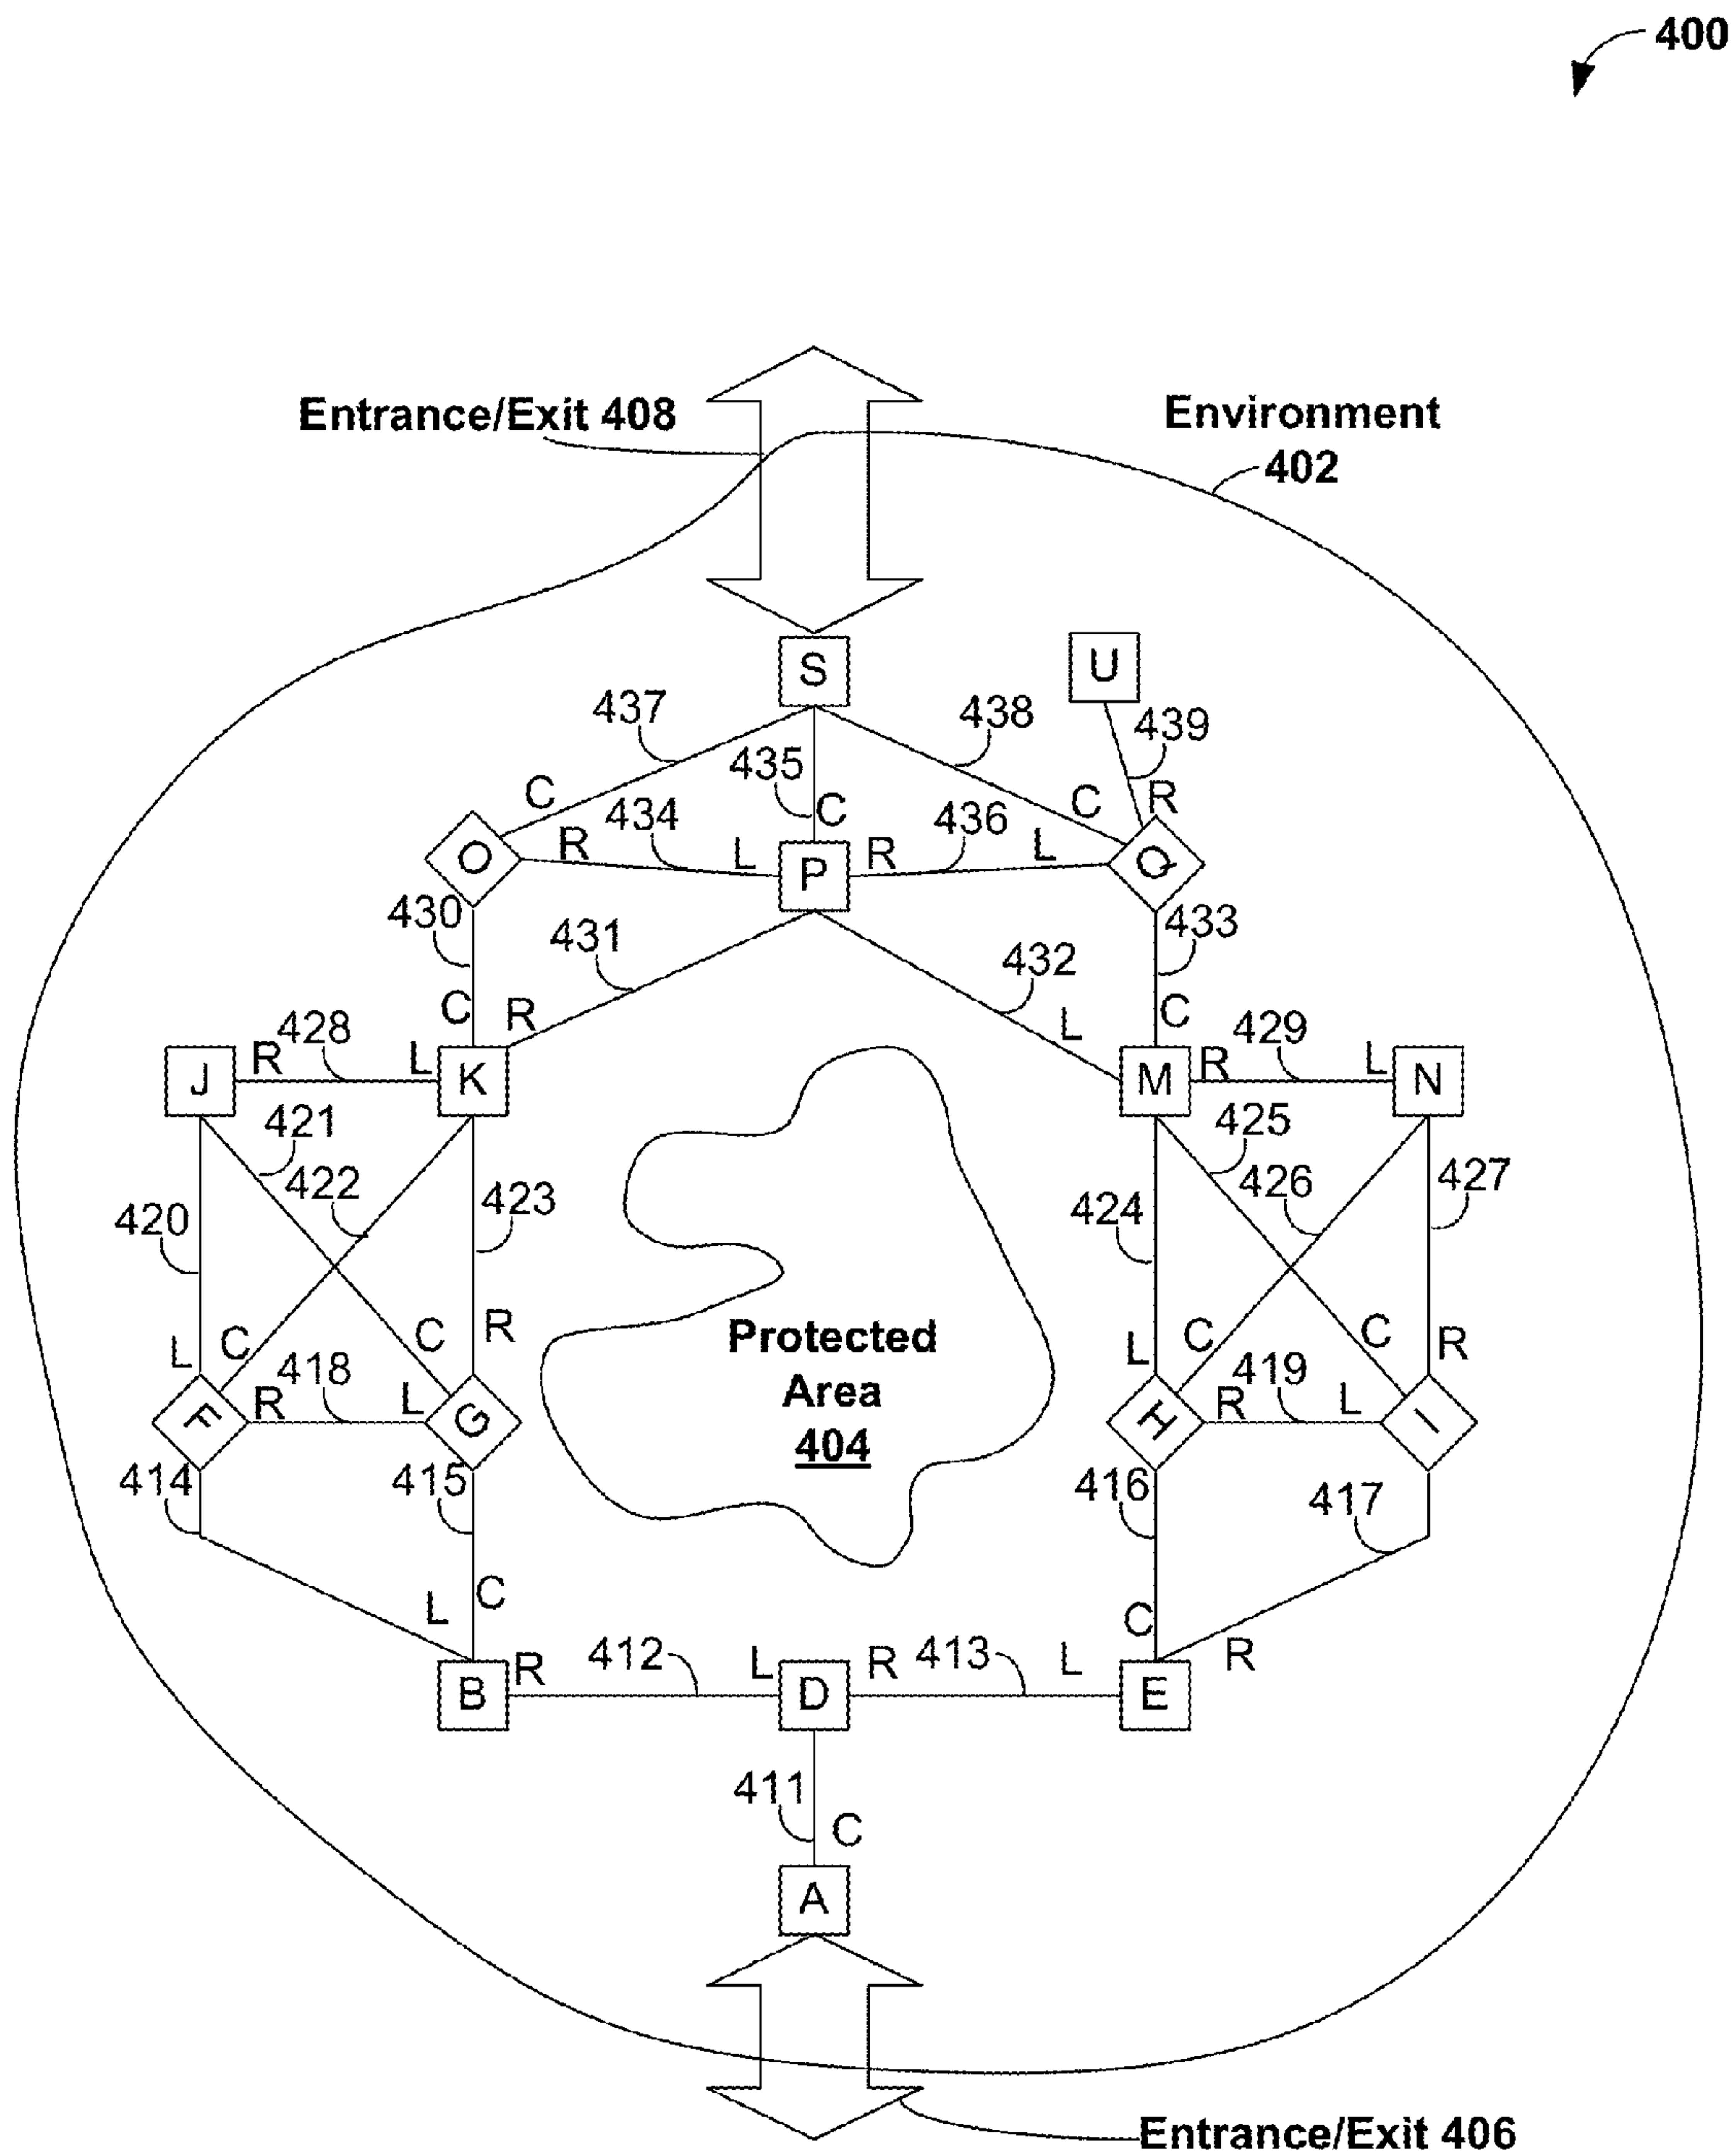 400
Entrance/Exit 408
Environment
402
S
U
437
438
439
435
C
C
R
434
436
C
R
L
R
L
O
P
Q
430
431
432
433
C
R
L
C
428
429
R
L
R
L
J
K
M
N
421
425
422
423
426
427
420
424
C
R
C
R
L
C
L
C
418
419
R
L
R
L
F
G
H
I
Protected
Area
404
414
415
416
417
L
C
C
R
R
412
L
R
413
L
B
D
E
411
C
A
Entrance/Exit 406